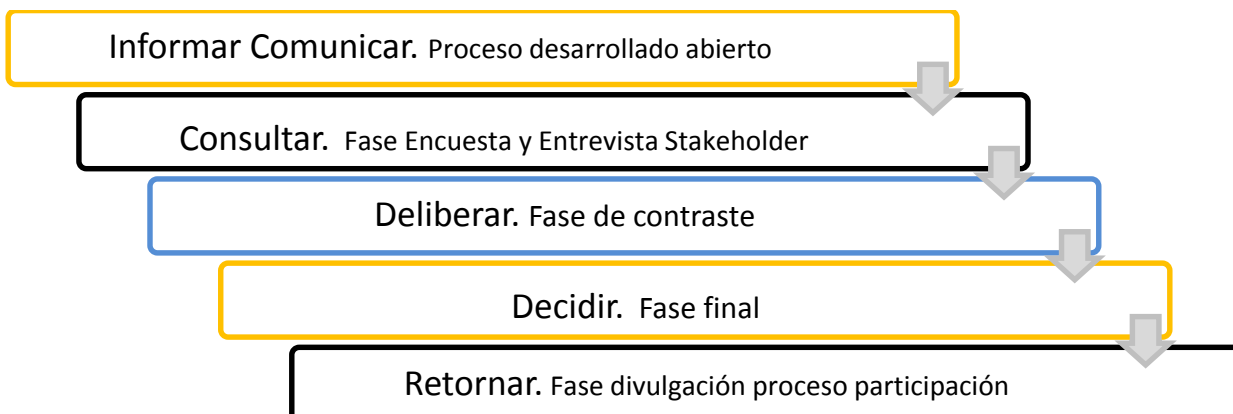 Informar Comunicar. Proceso desarrollado abierto
Consultar. Fase Encuesta y Entrevista Stakeholder
Deliberar. Fase de contraste
Decidir. Fase final
Retornar. Fase divulgación proceso participación